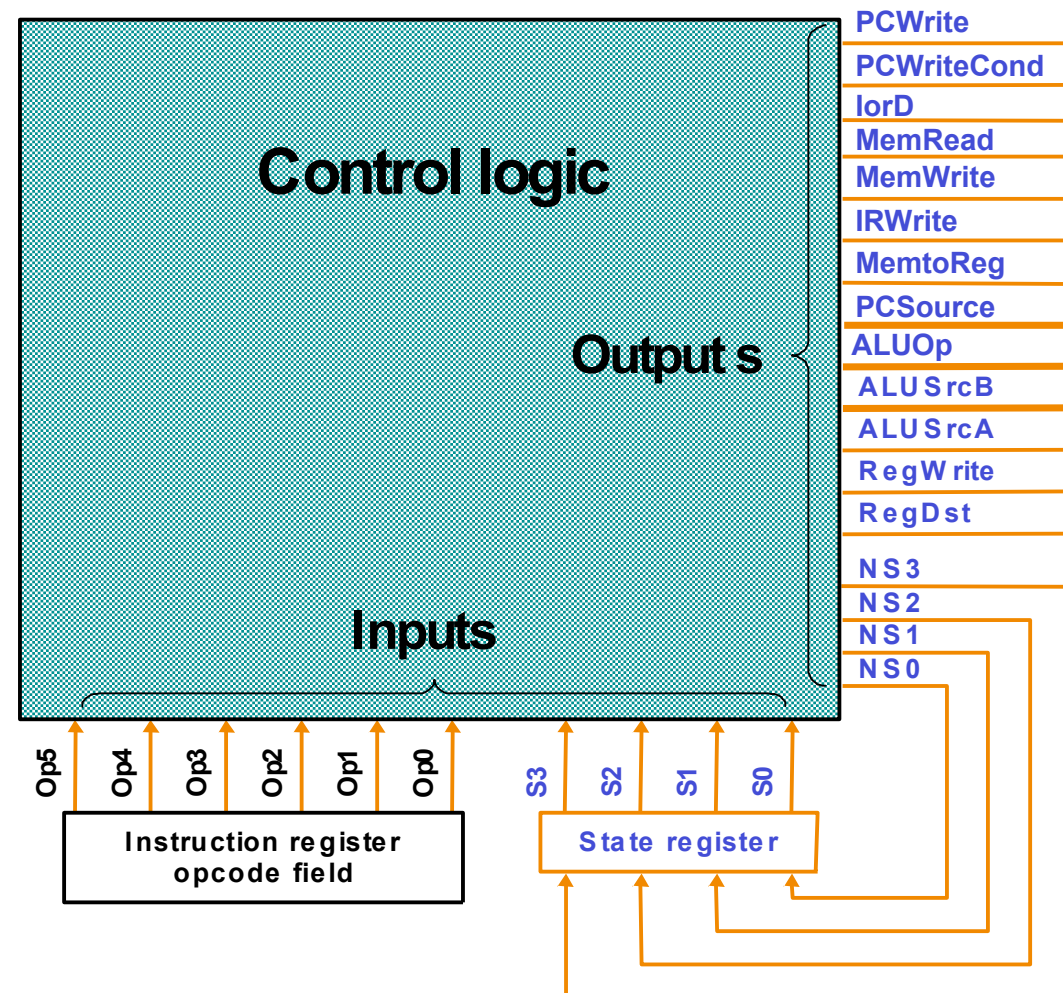 PCWrite
PCWriteCond
IorD
MemRead
Control logic
MemWrite
IRWrite
MemtoReg
PCSource
Output s
ALUOp
ALUSrcB
ALUSrcA
RegWrite
RegDst
NS3
NS2
Inputs
NS1
NS0
Op5
Op4
Op3
Op2
Op1
Op0
S3
S2
S1
S0
Instruction register
opcode field
State register